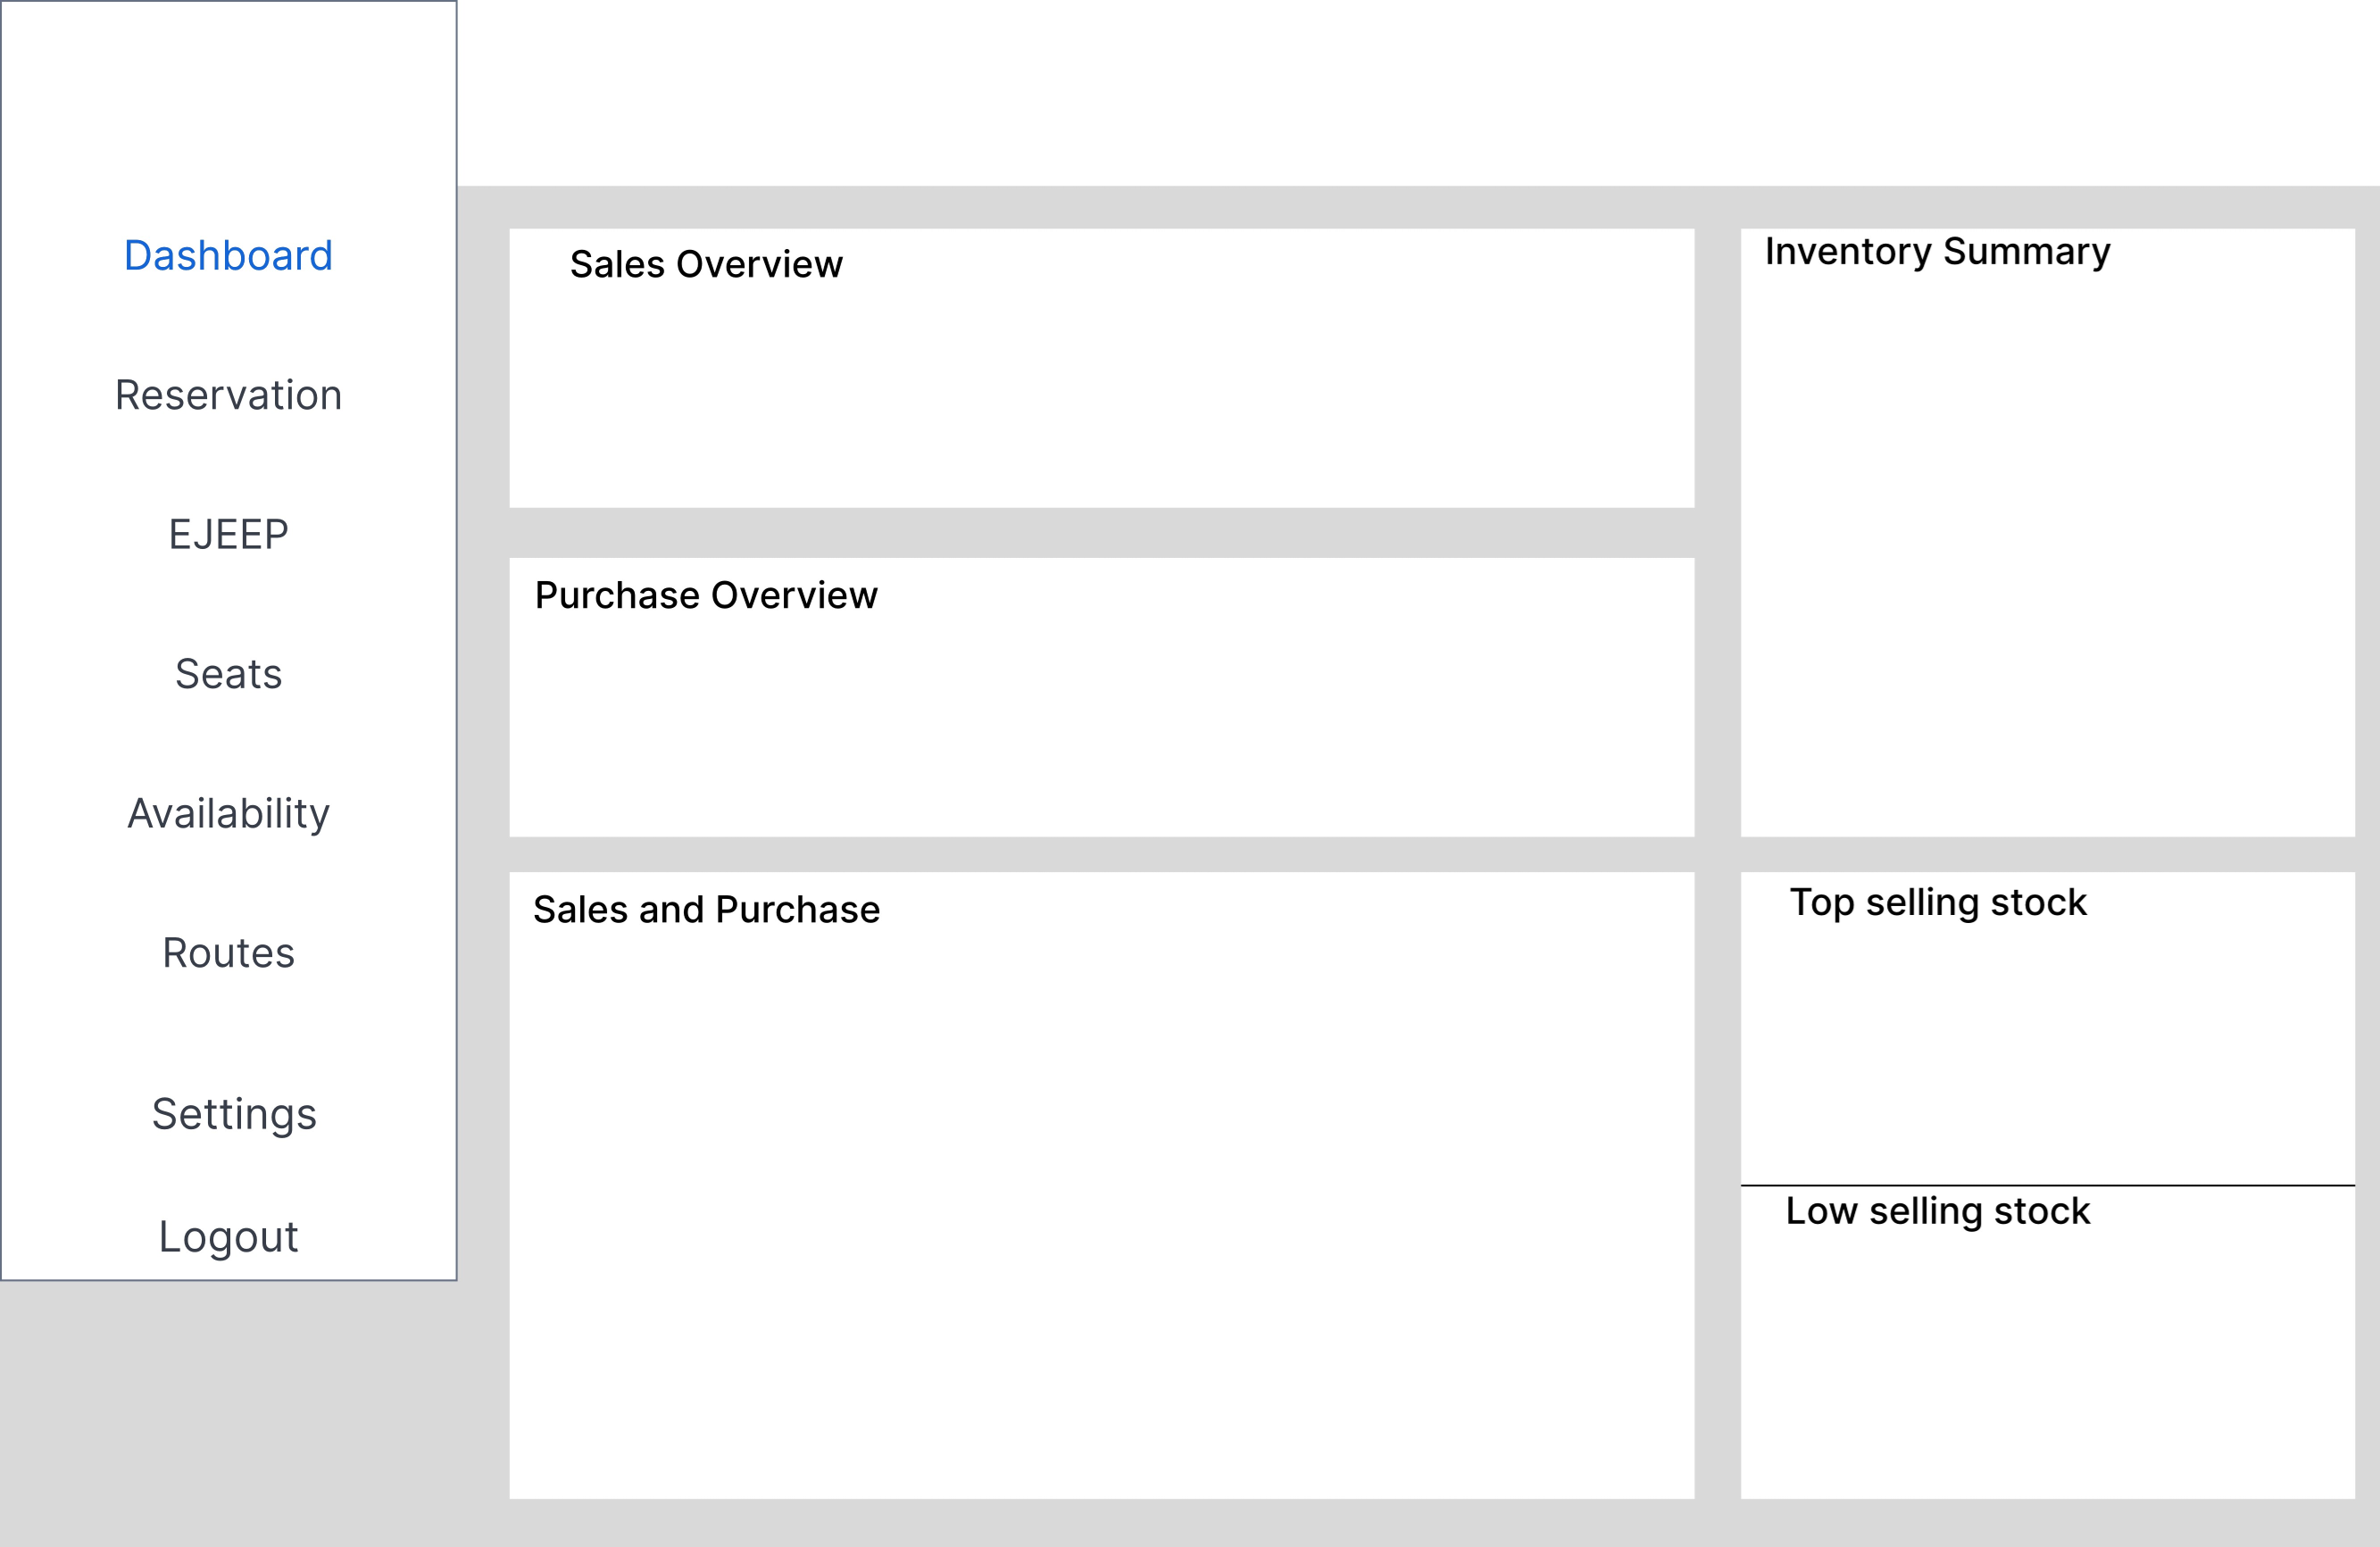 Dashboard
Reservation
EJEEP
Seats
Availability
Routes
Settings
Logout
Sales Overview
Purchase Overview
Sales and Purchase
Inventory Summary
Top selling stock
Low selling stock